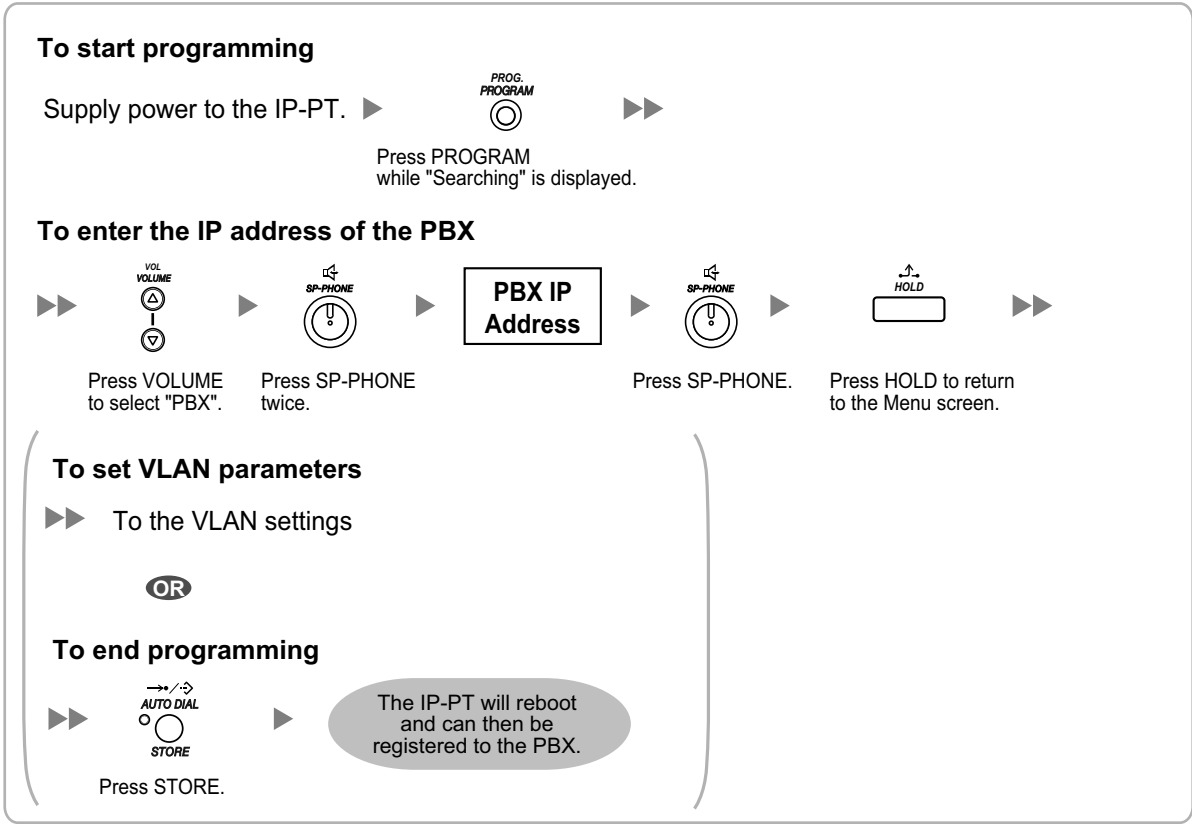 To start programming
Supply power to the IP-PT.
PROG.
PROGRAM
Press PROGRAM
while "Searching" is displayed.
To enter the IP address of the PBX
VOL
VOLUME
Press VOLUME
to select "PBX".
SP-PHONE
Press SP-PHONE
twice.
PBX IP
Address
SP-PHONE
Press SP-PHONE.
HOLD
Press HOLD to return
to the Menu screen.
To set VLAN parameters
To the VLAN settings
OR
To end programming
AUTO DIAL
STORE
Press STORE.
The IP-PT will reboot
and can then be
registered to the PBX.